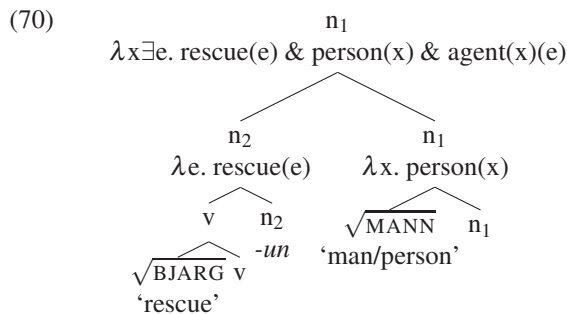 (70) n₁
λx∃e. rescue(e) & person(x) & agent(x)(e)
n₂ n₁
λe. rescue(e) λx. person(x)
v n₂ √MANN n₁
-un 'man/person'
√BJARG v
'rescue'